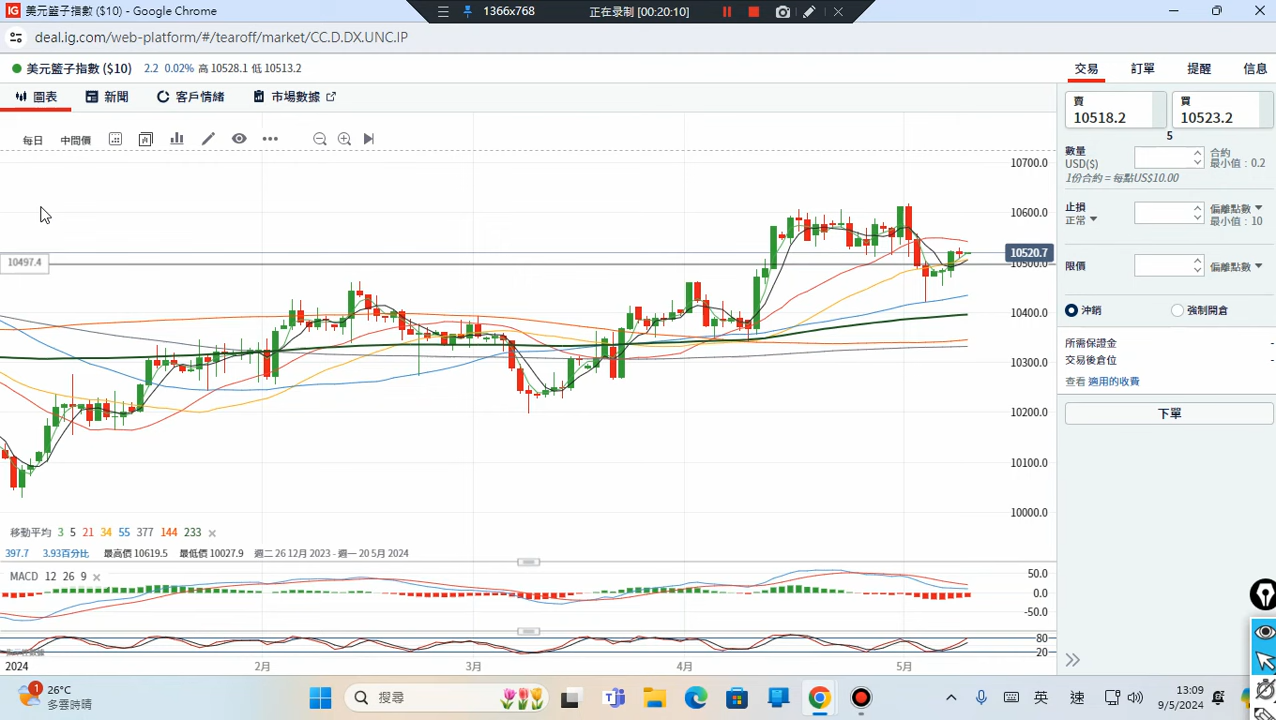 美元籃子指數 ($10) - Google Chrome
1366x768
正在录制 [00:20:10]
deal.ig.com/web-platform/#/tearoff/market/CC.D.DX.UNC.IP
美元籃子指數 ($10) 2.2 0.02% 高 10528.1 低 10513.2
交易 訂單 提醒 信息
圖表 新聞 客戶情緒 市場數據
每日 中間價
賣 10518.2
買 10523.2
5
數量 USD($)
合約 最小值 : 0.2
1份合約 = 每點US$10.00
止損 正常
偏離點數 最小值 : 10
限價 偏離點數
沖銷 強制開倉
所需保證金 -
交易後倉位
查看 適用的收費
下單
10700.0
10600.0
10520.7
10500.0
10497.4
10400.0
10300.0
10200.0
10100.0
10000.0
移動平均 3 5 21 34 55 377 144 233
397.7 3.93百分比 最高價 10619.5 最低價 10027.9 週二 26 12月 2023 - 週一 20 5月 2024
MACD 12 26 9
50.0
0.0
-50.0
80
20
2024 2月 3月 4月 5月
1
26°C
多雲時晴
搜尋
英
速
13:09
9/5/2024